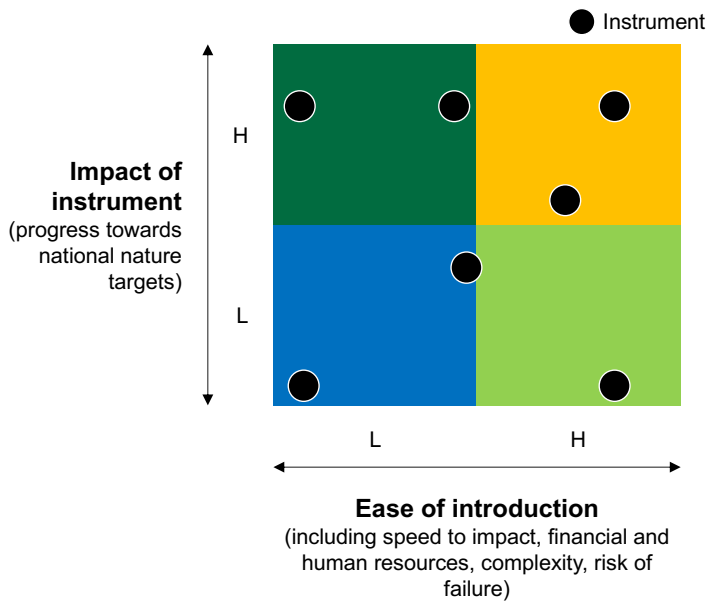 Instrument
H
Impact of
instrument
(progress towards
national nature
targets)
L
L
H
Ease of introduction
(including speed to impact, financial and
human resources, complexity, risk of
failure)